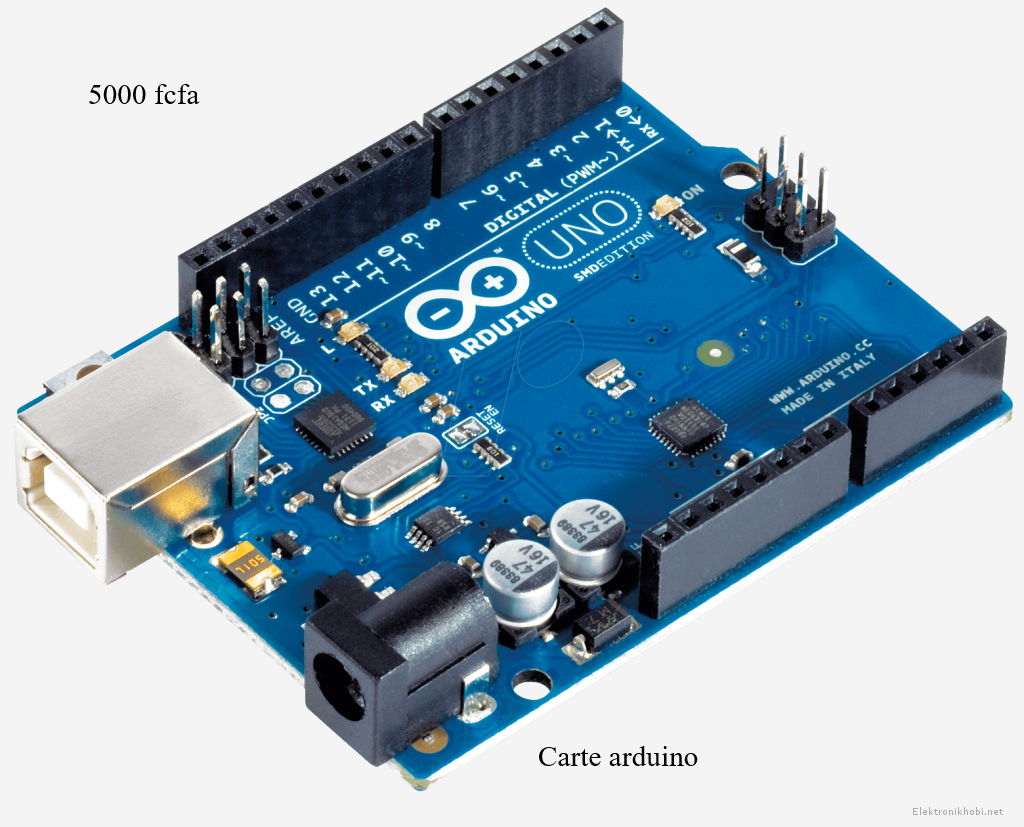 5000 fcfa
RX←0
TX→1
2
~3
4
~5
~6
7
8
~9
~10
~11
12
13
GND
AREF
DIGITAL (PWM~)
UNO
SMDEDITION
ON
ARDUINO
L
TX
RX
RESET
EN
WWW.ARDUINO.CC
MADE IN ITALY
47
16V
47
16V
501L
Carte arduino
Elektronikhobi.net